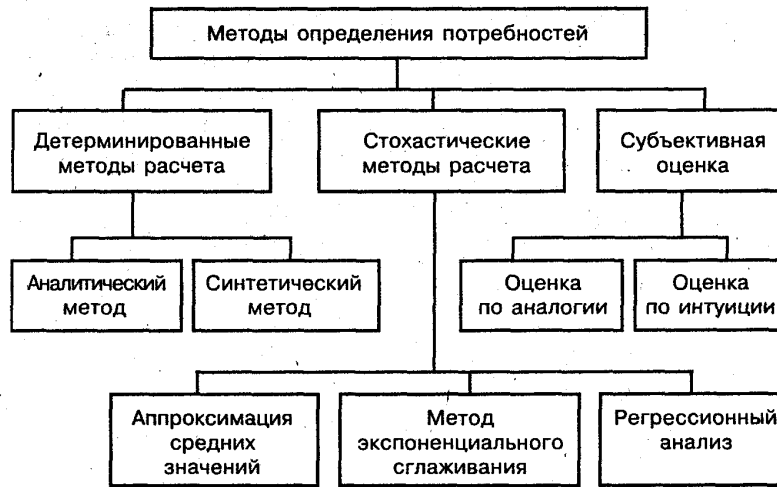 Методы определения потребностей
Детерминированные
методы расчета
Стохастические
методы расчета
Субъективная
оценка
Аналитический
метод
Синтетический
метод
Оценка
по аналогии
Оценка
по интуиции
Аппроксимация
средних
значений
Метод
экспоненциального
сглаживания
Регрессионный
анализ